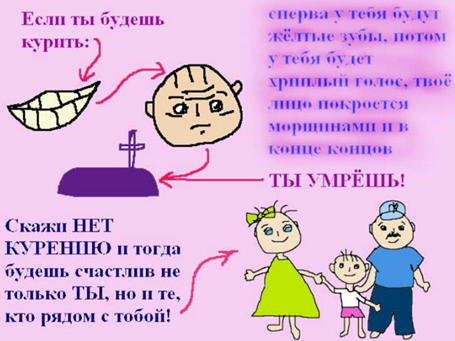 Если ты будешь
курить:
сперва у тебя будут
жёлтые зубы, потом
у тебя будет
хриплый голос, твоё
лицо покроется
морщинами и в
конце концов
ТЫ УМРЁШЬ!
Скажи НЕТ
КУРЕНИЮ и тогда
будешь счастлив не
только ТЫ, но и те,
кто рядом с тобой!